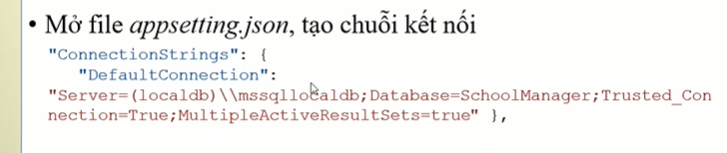 • Mở file appsetting.json, tạo chuỗi kết nối
"ConnectionStrings": {
"DefaultConnection":
"Server=(localdb)\\mssqllocaldb;Database=SchoolManager;Trusted_Con
nection=True;MultipleActiveResultSets=true" },